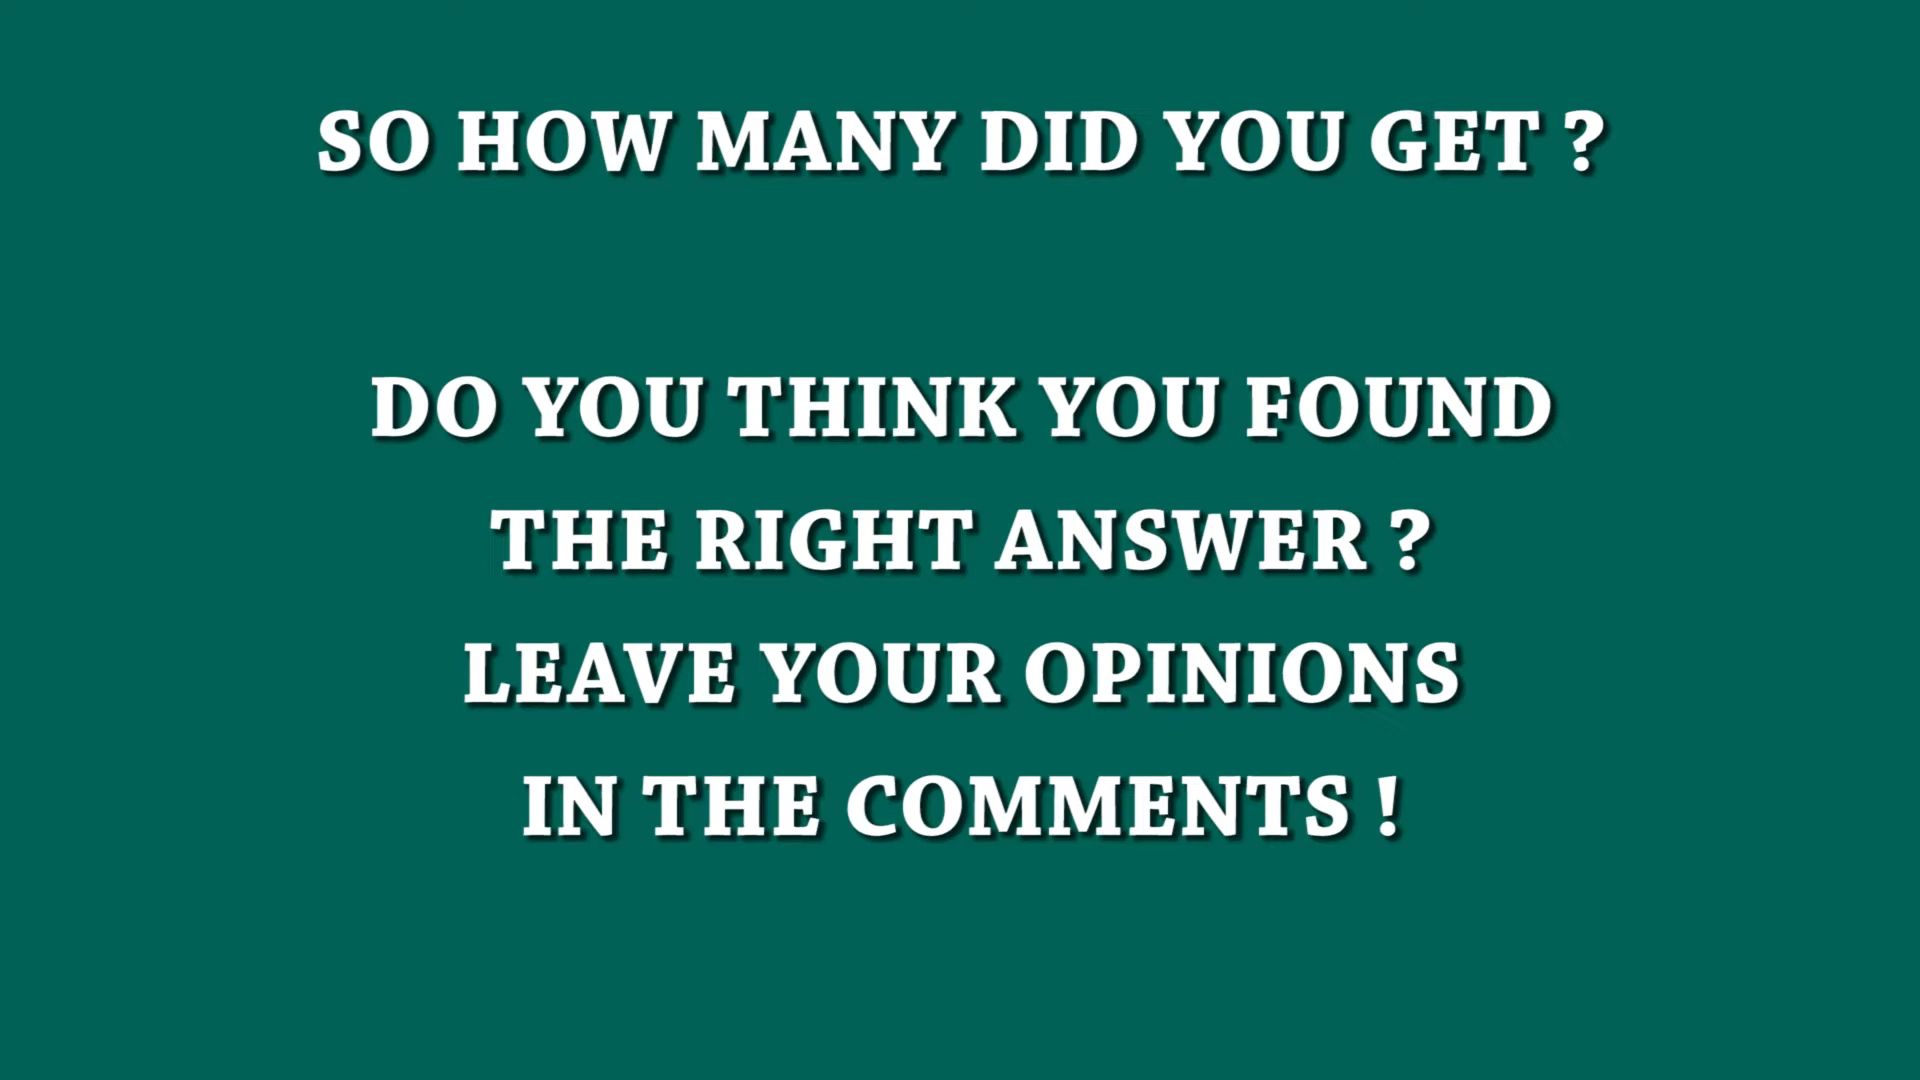 SO HOW MANY DID YOU GET ?
DO YOU THINK YOU FOUND
THE RIGHT ANSWER ?
LEAVE YOUR OPINIONS
IN THE COMMENTS !